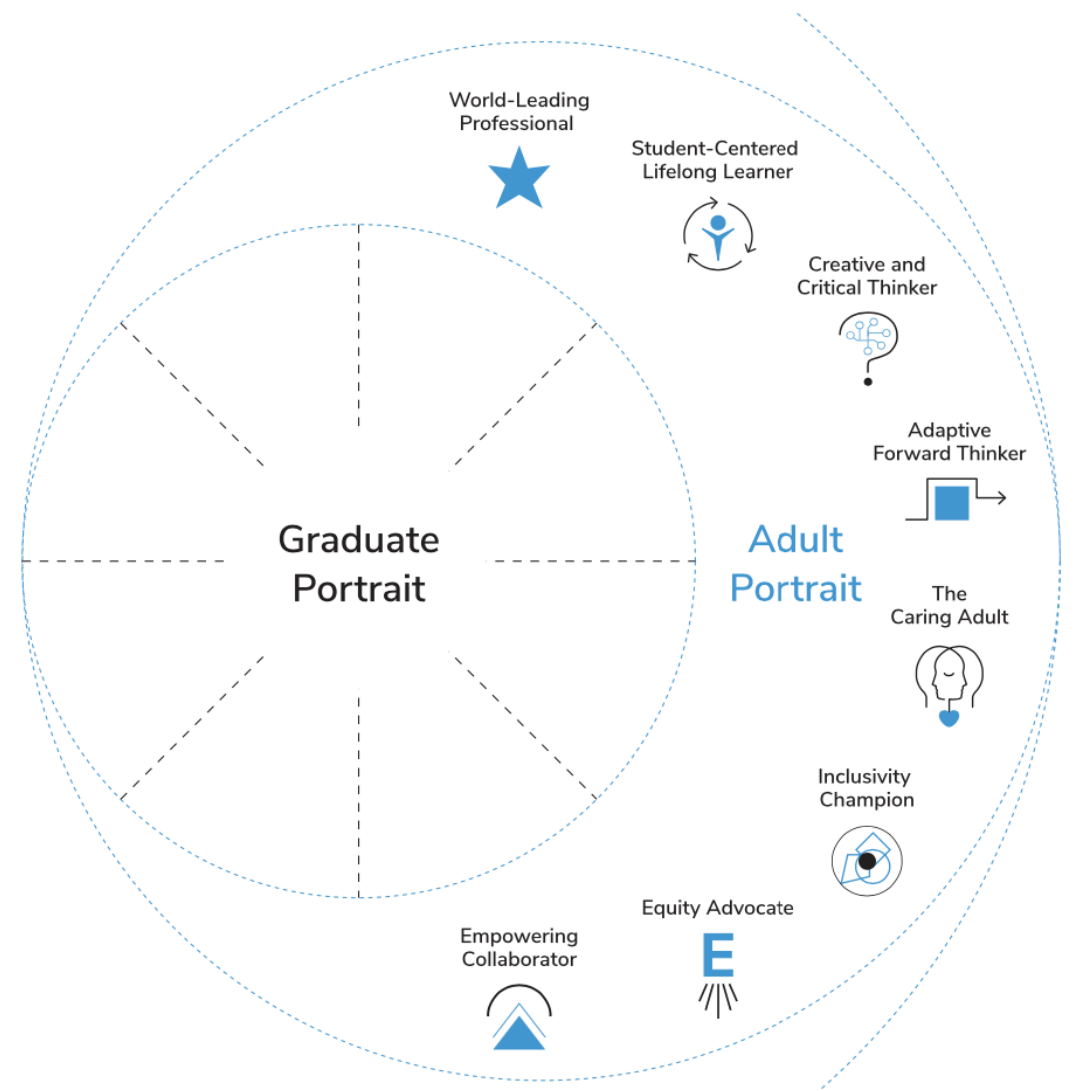 World-Leading
Professional
Student-Centered
Lifelong Learner
Creative and
Critical Thinker
Adaptive
Forward Thinker
Graduate
Portrait
Adult
Portrait
The
Caring Adult
Inclusivity
Champion
Equity Advocate
E
Empowering
Collaborator